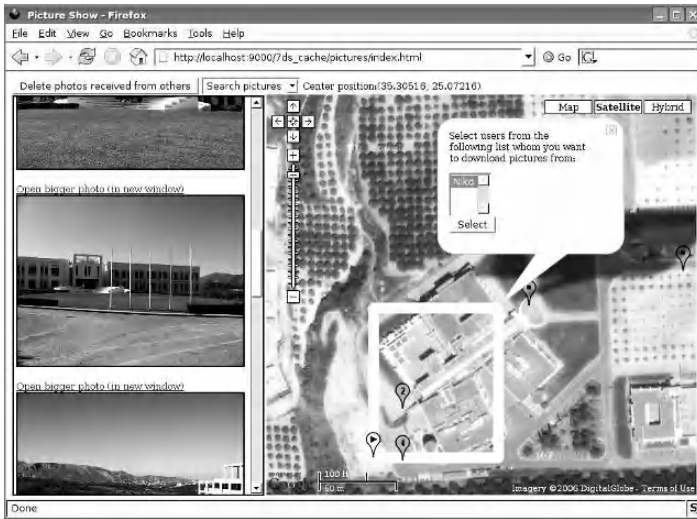 Picture Show - Firefox
File Edit View Go Bookmarks Tools Help
http://localhost:9000/7ds_cache/pictures/index.html
Go
Delete photos received from others
Search pictures
Center position:(35.30516, 25.07216)
Map
Satellite
Hybrid
Select users from the
following list whom you want
to download pictures from:
Niko
Select
Open bigger photo (in new window)
Open bigger photo (in new window)
2
100 ft
50 m
Imagery ©2006 DigitalGlobe - Terms of Use
Done